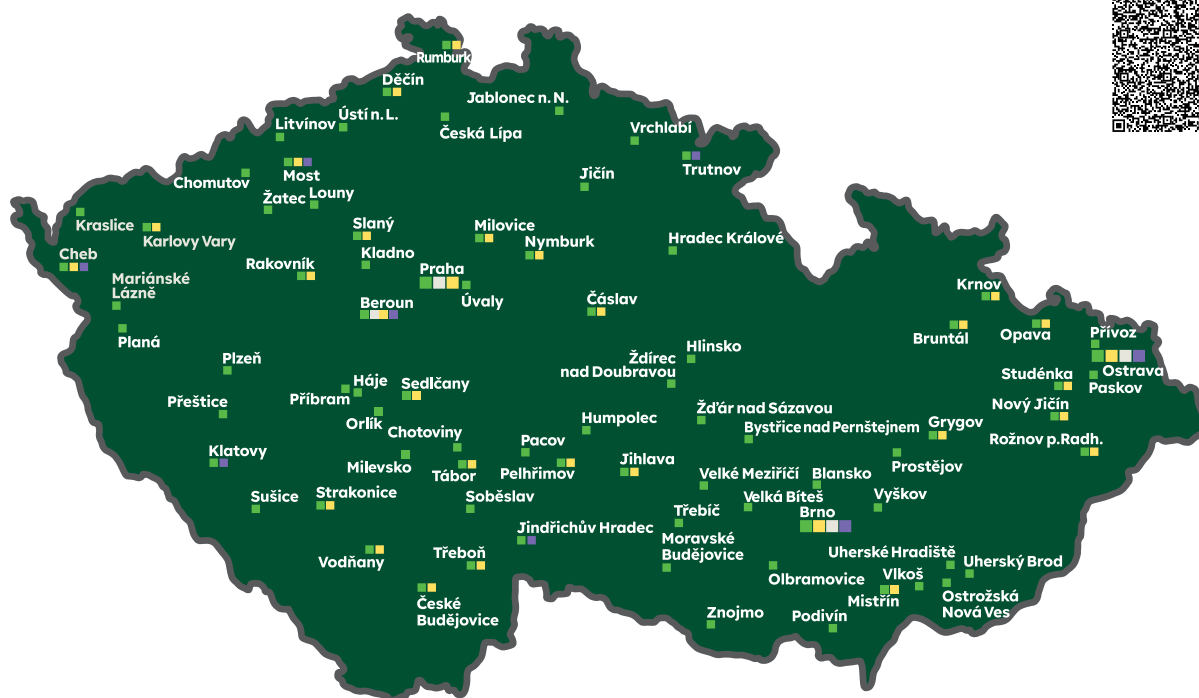 Rumburk
Děčín
Jablonec n. N.
Ústí n. L.
Litvínov
Česká Lípa
Vrchlabí
Most
Trutnov
Chomutov
Jičín
Žatec
Louny
Kraslice
Karlovy Vary
Slaný
Milovice
Nymburk
Hradec Králové
Cheb
Kladno
Rakovník
Praha
Mariánské
Lázně
Krnov
Beroun
Úvaly
Čáslav
Planá
Bruntál
Opava
Přívoz
Hlinsko
Plzeň
Ždírec
nad Doubravou
Ostrava
Studénka
Paskov
Háje
Sedlčany
Příbram
Přeštice
Nový Jičín
Žďár nad Sázavou
Orlík
Humpolec
Grygov
Bystřice nad Pernštejnem
Chotoviny
Rožnov p.Radh.
Pacov
Klatovy
Milevsko
Jihlava
Prostějov
Tábor
Pelhřimov
Velké Meziříčí
Blansko
Sušice
Strakonice
Soběslav
Velká Bíteš
Vyškov
Třebíč
Brno
Jindřichův Hradec
Moravské
Budějovice
Uherské Hradiště
Vodňany
Třeboň
Uherský Brod
Olbramovice
Vlkoš
Mistřín
Ostrožská
Nová Ves
České
Budějovice
Znojmo
Podivín